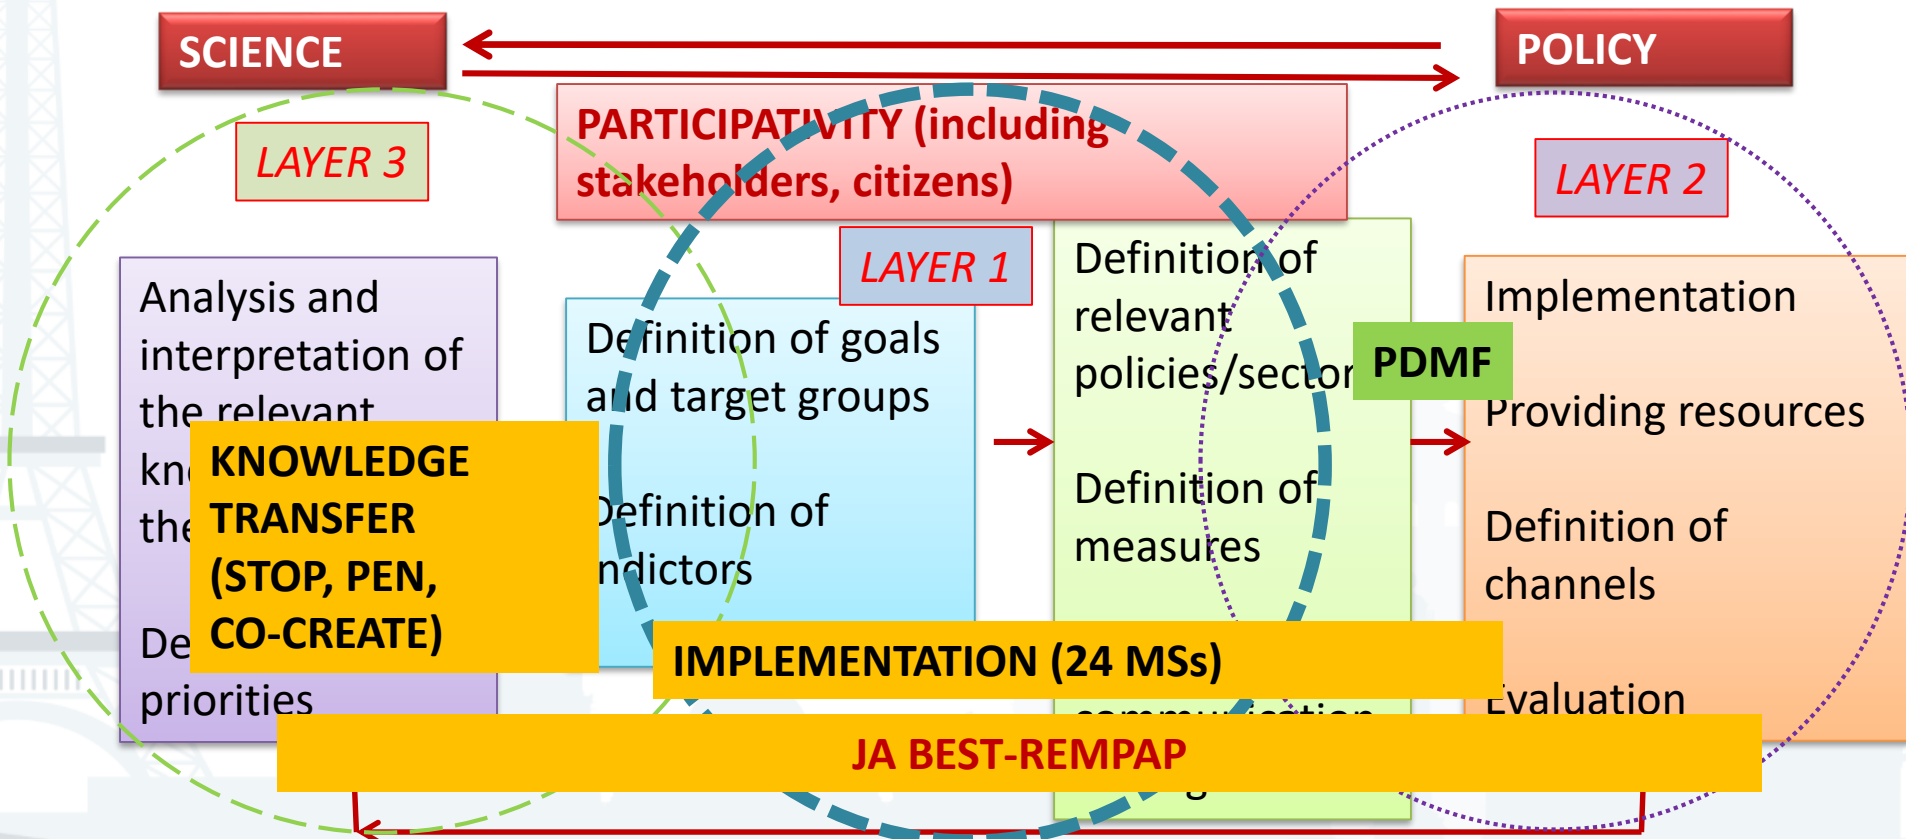 SCIENCE
POLICY
PARTICIPATIVITY (including
stakeholders, citizens)
LAYER 3
LAYER 1
LAYER 2
Analysis and
interpretation of
the relevant
priorities
KNOWLEDGE
TRANSFER
(STOP, PEN,
CO-CREATE)
Definition of goals
and target groups
Definition of
indictors
Definition of
relevant
policies/sector
Definition of
measures
communication
PDMF
Implementation
Providing resources
Definition of
channels
Evaluation
IMPLEMENTATION (24 MSs)
JA BEST-REMPAP